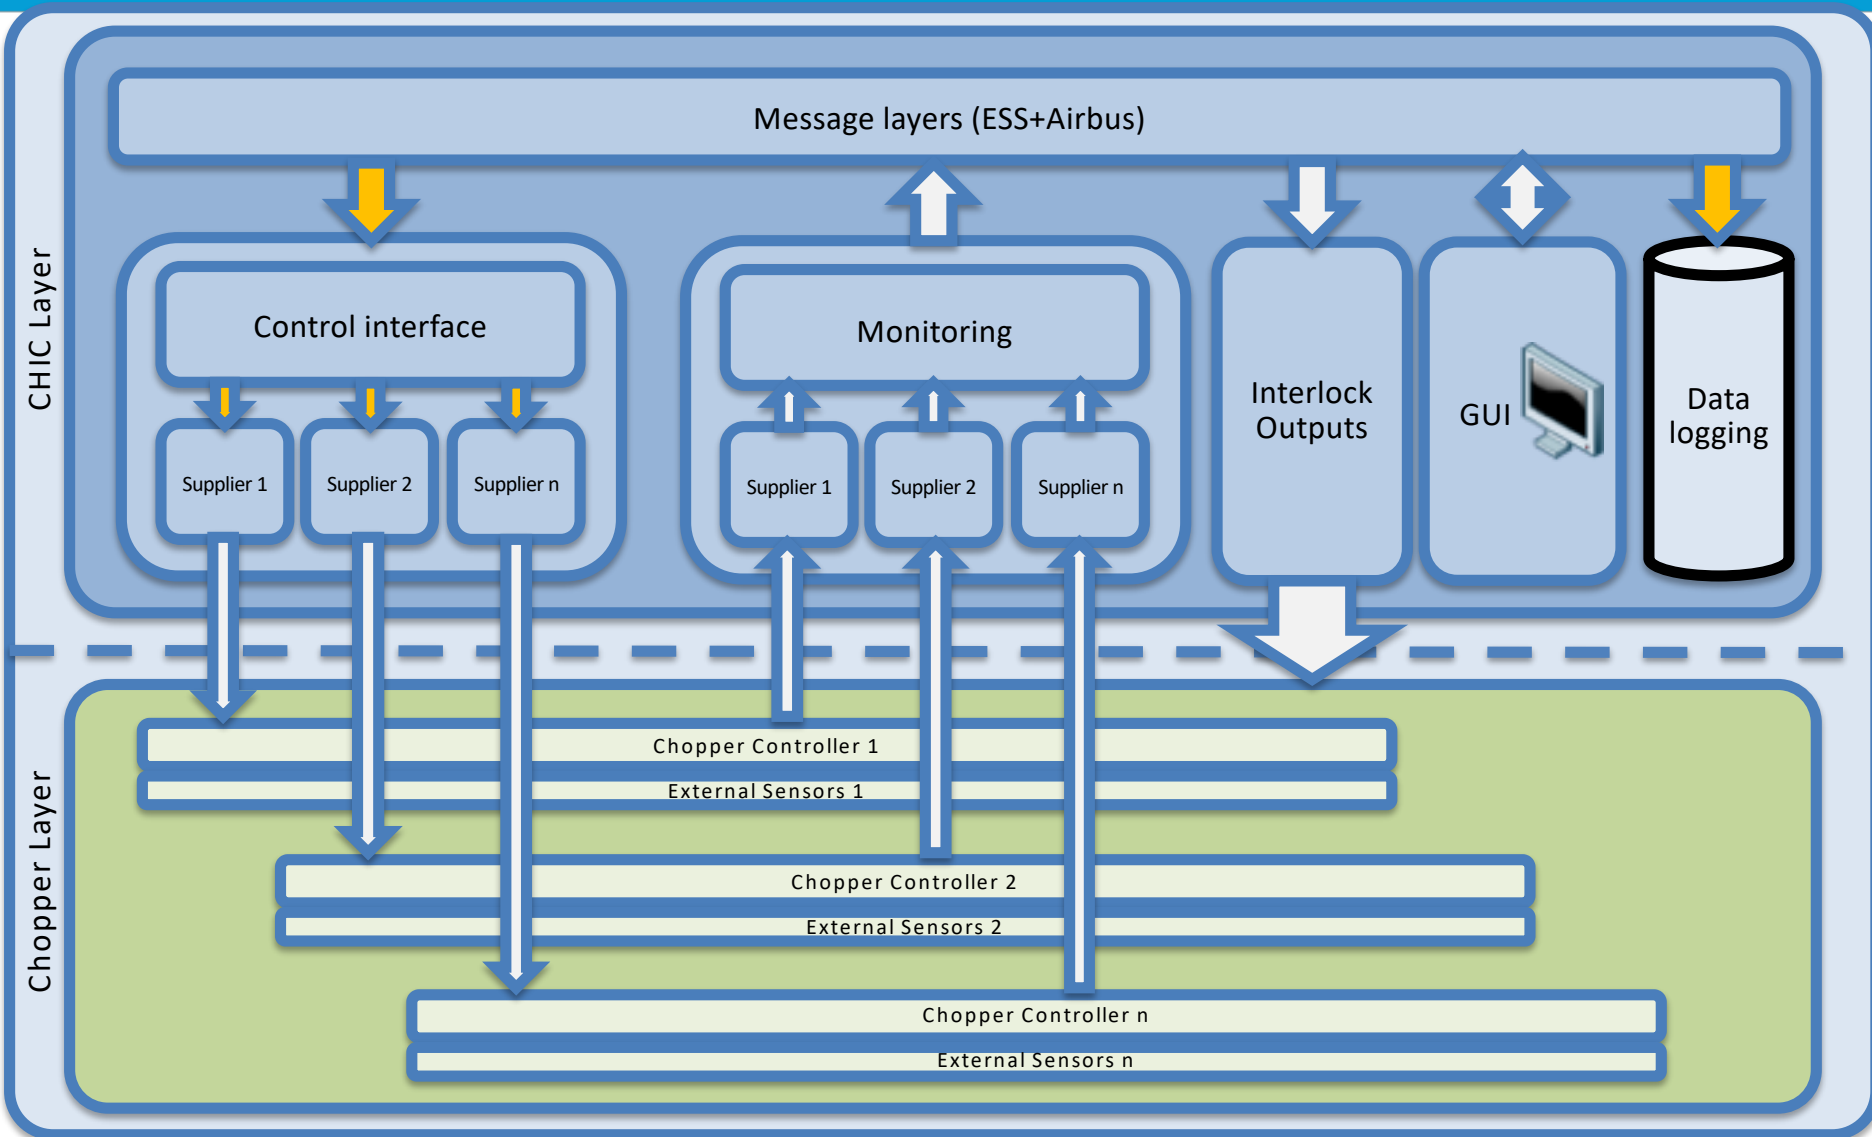 Message layers (ESS+Airbus)
CHIC Layer
Control interface
Supplier 1
Supplier 2
Supplier n
Monitoring
Supplier 1
Supplier 2
Supplier n
Interlock
Outputs
GUI
Data
logging
Chopper Layer
Chopper Controller 1
External Sensors 1
Chopper Controller 2
External Sensors 2
Chopper Controller n
External Sensors n